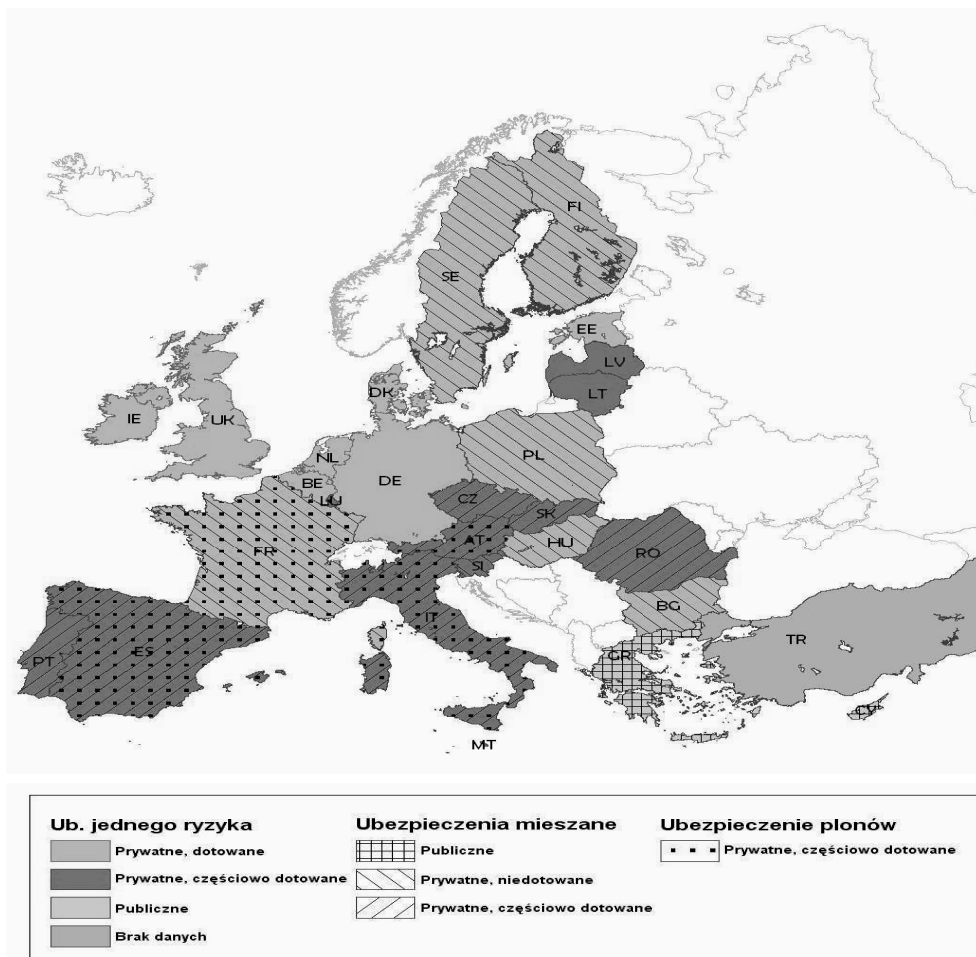 FI
SE
EE
LV
LT
DK
IE
UK
NL
PL
BE
DE
LU
CZ
SK
FR
AT
HU
SI
RO
BG
IT
PT
ES
GR
TR
CY
MT
Ub. jednego ryzyka
Prywatne, dotowane
Prywatne, częściowo dotowane
Publiczne
Brak danych
Ubezpieczenia mieszane
Publiczne
Prywatne, niedotowane
Prywatne, częściowo dotowane
Ubezpieczenie plonów
Prywatne, częściowo dotowane